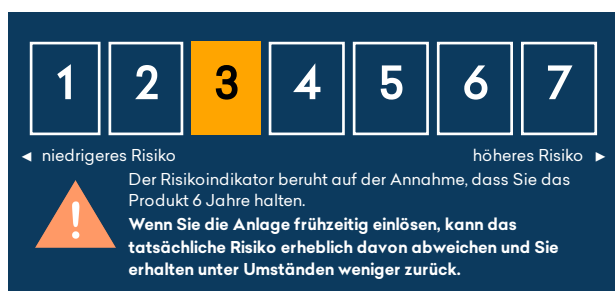 1 2 3 4 5 6 7
◄ niedrigeres Risiko höheres Risiko ►
Der Risikoindikator beruht auf der Annahme, dass Sie das
Produkt 6 Jahre halten.
Wenn Sie die Anlage frühzeitig einlösen, kann das
tatsächliche Risiko erheblich davon abweichen und Sie
erhalten unter Umständen weniger zurück.